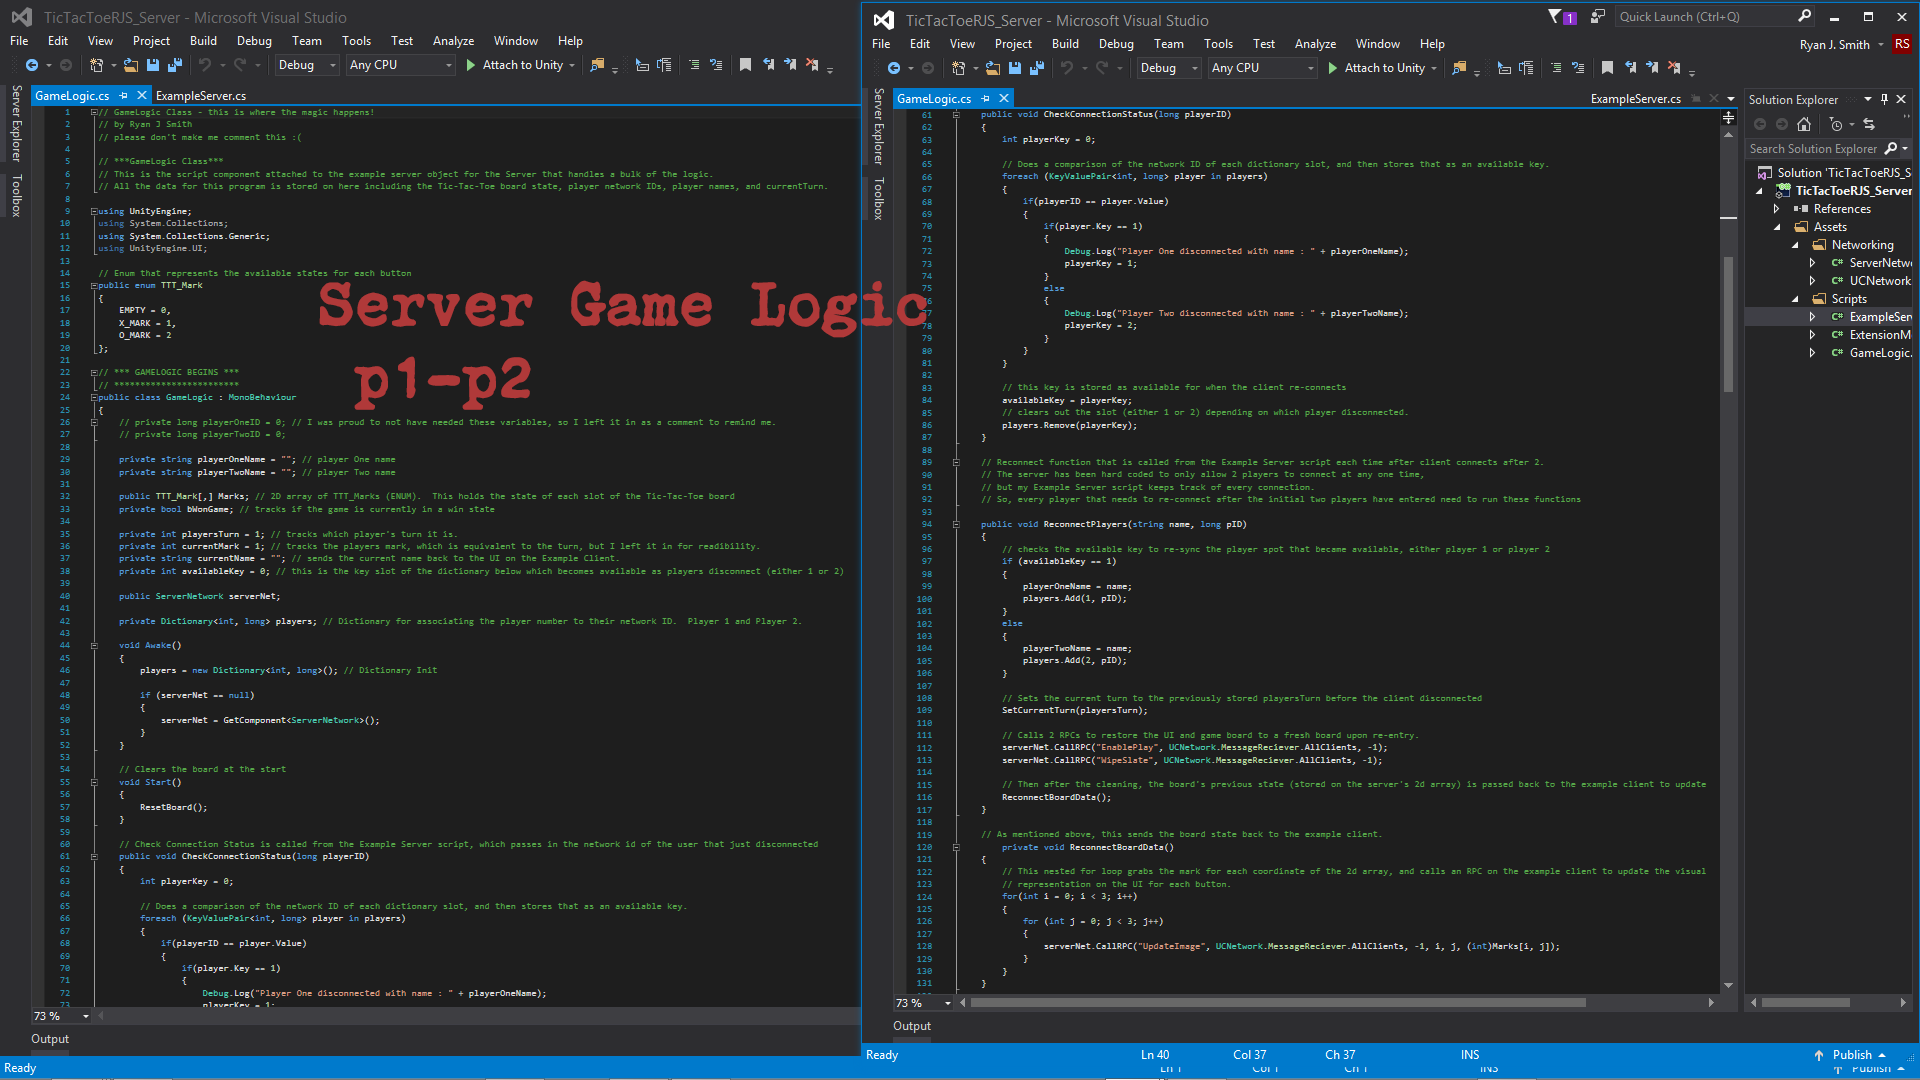 TicTacToeRJS_Server - Microsoft Visual Studio
File Edit View Project Build Debug Team Tools Test Analyze Window Help
Debug Any CPU Attach to Unity
GameLogic.cs ExampleServer.cs
Server Explorer
Toolbox
1 // GameLogic Class - this is where the magic happens!
2 // by Ryan J Smith
3 // please don't make me comment this :(
4
5 // ***GameLogic Class***
6 // This is the script component attached to the example server object for the Server that handles a bulk of the logic.
7 // All the data for this program is stored on here including the Tic-Tac-Toe board state, player network IDs, player names, and currentTurn.
8
9 using UnityEngine;
10 using System.Collections;
11 using System.Collections.Generic;
12 using UnityEngine.UI;
13
14 // Enum that represents the available states for each button
15 public enum TTT_Mark
16 {
17 EMPTY = 0,
18 X_MARK = 1,
19 O_MARK = 2
20 };
21
22 // *** GAMELOGIC BEGINS ***
23 // ************************
24 public class GameLogic : MonoBehaviour
25 {
26 // private long playerOneID = 0; // I was proud to not have needed these variables, so I left it in as a comment to remind me.
27 // private long playerTwoID = 0;
28
29 private string playerOneName = ""; // player One name
30 private string playerTwoName = ""; // player Two name
31
32 public TTT_Mark[,] Marks; // 2D array of TTT_Marks (ENUM).  This holds the state of each slot of the Tic-Tac-Toe board
33 private bool bWonGame; // tracks if the game is currently in a win state
34
35 private int playersTurn = 1; // tracks which player's turn it is.
36 private int currentMark = 1; // tracks the players mark, which is equivalent to the turn, but I left it in for readibility.
37 private string currentName = ""; // sends the current name back to the UI on the Example Client.
38 private int availableKey = 0; // this is the key slot of the dictionary below which becomes available as players disconnect (either 1 or 2)
39
40 public ServerNetwork serverNet;
41
42 private Dictionary<int, long> players; // Dictionary for associating the player number to their network ID.  Player 1 and Player 2.
43
44 void Awake()
45 {
46 players = new Dictionary<int, long>(); // Dictionary Init
47
48 if (serverNet == null)
49 {
50 serverNet = GetComponent<ServerNetwork>();
51 }
52 }
53
54 // Clears the board at the start
55 void Start()
56 {
57 ResetBoard();
58 }
59
60 // Check Connection Status is called from the Example Server script, which passes in the network id of the user that just disconnected
61 public void CheckConnectionStatus(long playerID)
62 {
63 int playerKey = 0;
64
65 // Does a comparison of the network ID of each dictionary slot, and then stores that as an available key.
66 foreach (KeyValuePair<int, long> player in players)
67 {
68 if(playerID == player.Value)
69 {
70 if(player.Key == 1)
71 {
72 Debug.Log("Player One disconnected with name : " + playerOneName);
73 playerKey = 1;
73 %
Output
Ready
Server Game Logic
p1-p2
TicTacToeRJS_Server - Microsoft Visual Studio
1 Quick Launch (Ctrl+Q)
File Edit View Project Build Debug Team Tools Test Analyze Window Help
Ryan J. Smith RS
Debug Any CPU Attach to Unity
GameLogic.cs ExampleServer.cs
Server Explorer
Toolbox
61 public void CheckConnectionStatus(long playerID)
62 {
63 int playerKey = 0;
64
65 // Does a comparison of the network ID of each dictionary slot, and then stores that as an available key.
66 foreach (KeyValuePair<int, long> player in players)
67 {
68 if(playerID == player.Value)
69 {
70 if(player.Key == 1)
71 {
72 Debug.Log("Player One disconnected with name : " + playerOneName);
73 playerKey = 1;
74 }
else
{
Debug.Log("Player Two disconnected with name : " + playerTwoName);
78 playerKey = 2;
79 }
80 }
81 }
82
83 // this key is stored as available for when the client re-connects
84 availableKey = playerKey;
85 // clears out the slot (either 1 or 2) depending on which player disconnected.
86 players.Remove(playerKey);
87 }
88
89 // Reconnect function that is called from the Example Server script each time after client connects after 2.
90 // The server has been hard coded to only allow 2 players to connect at any one time,
91 // but my Example Server script keeps track of every connection.
92 // So, every player that needs to re-connect after the initial two players have entered need to run these functions
93
94 public void ReconnectPlayers(string name, long pID)
95 {
96 // checks the available key to re-sync the player spot that became available, either player 1 or player 2
97 if (availableKey == 1)
98 {
99 playerOneName = name;
100 players.Add(1, pID);
101 }
102 else
103 {
104 playerTwoName = name;
105 players.Add(2, pID);
106 }
107
108 // Sets the current turn to the previously stored playersTurn before the client disconnected
109 SetCurrentTurn(playersTurn);
110
111 // Calls 2 RPCs to restore the UI and game board to a fresh board upon re-entry.
112 serverNet.CallRPC("EnablePlay", UCNetwork.MessageReciever.AllClients, -1);
113 serverNet.CallRPC("WipeSlate", UCNetwork.MessageReciever.AllClients, -1);
114
115 // Then after the cleaning, the board's previous state (stored on the server's 2d array) is passed back to the example client to update
116 ReconnectBoardData();
117 }
118
119 // As mentioned above, this sends the board state back to the example client.
120 private void ReconnectBoardData()
121 {
122 // This nested for loop grabs the mark for each coordinate of the 2d array, and calls an RPC on the example client to update the visual
123 // representation on the UI for each button.
124 for(int i = 0; i < 3; i++)
125 {
126 for (int j = 0; j < 3; j++)
127 {
128 serverNet.CallRPC("UpdateImage", UCNetwork.MessageReciever.AllClients, -1, i, j, (int)Marks[i, j]);
129 }
130 }
131 }
73 %
Output
Ready Ln 40 Col 37 Ch 37 INS Publish
Ln 1 Col 1 Ch 1 INS Publish
Solution Explorer
Search Solution Explorer
Solution 'TicTacToeRJS_S
TicTacToeRJS_Server
References
Assets
Networking
C# ServerNetw
C# UCNetwork
Scripts
C# ExampleSer
C# ExtensionM
C# GameLogic.